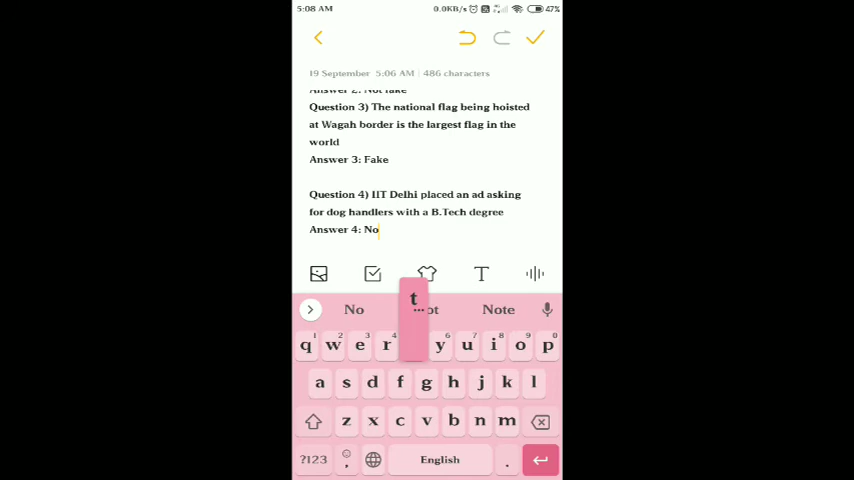 5:08 AM 0.0KB/s 47%
19 September 5:06 AM | 486 characters
Answer 2: Not fake
Question 3) The national flag being hoisted
at Wagah border is the largest flag in the
world
Answer 3: Fake
Question 4) IIT Delhi placed an ad asking
for dog handlers with a B.Tech degree
Answer 4: No
T
t
No ot Note
1 2 3 4 6 7 8 9 0
q w e r y u i o p
a s d f g h j k l
z x c v b n m
?123 , English .